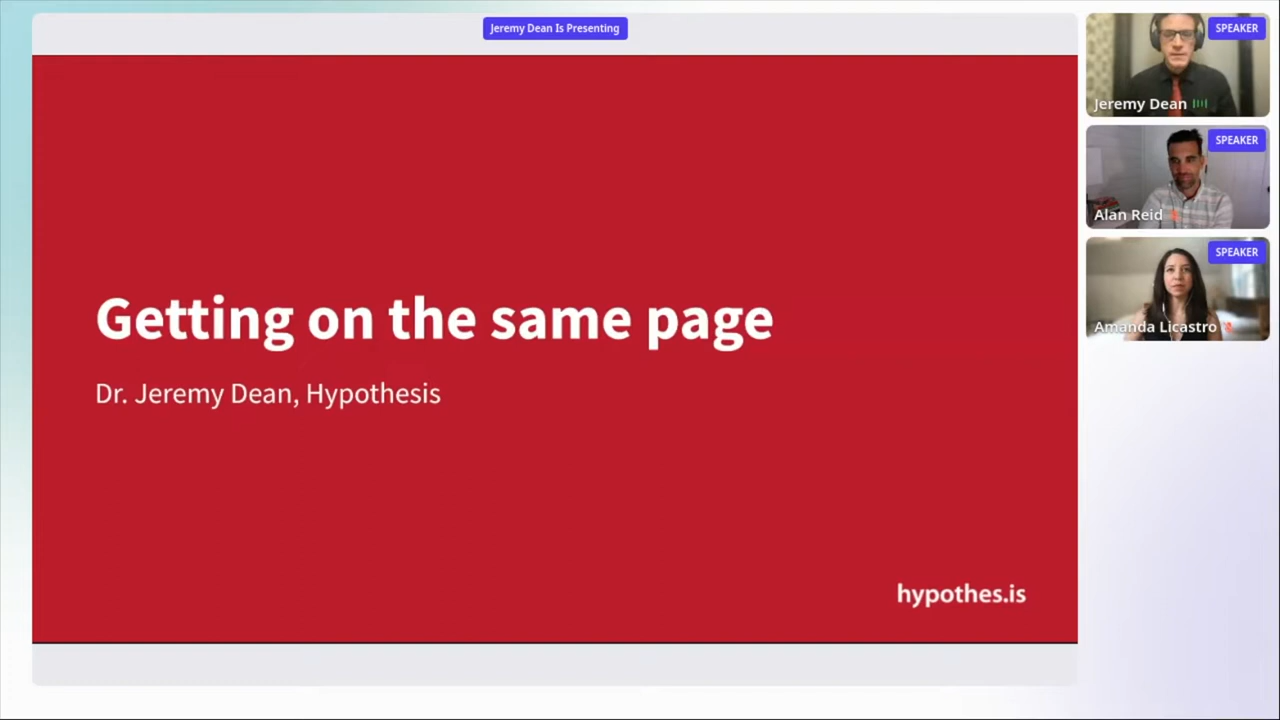 Jeremy Dean Is Presenting
SPEAKER
Jeremy Dean
SPEAKER
Alan Reid
SPEAKER
Amanda Licastro
Getting on the same page
Dr. Jeremy Dean, Hypothesis
hypothes.is